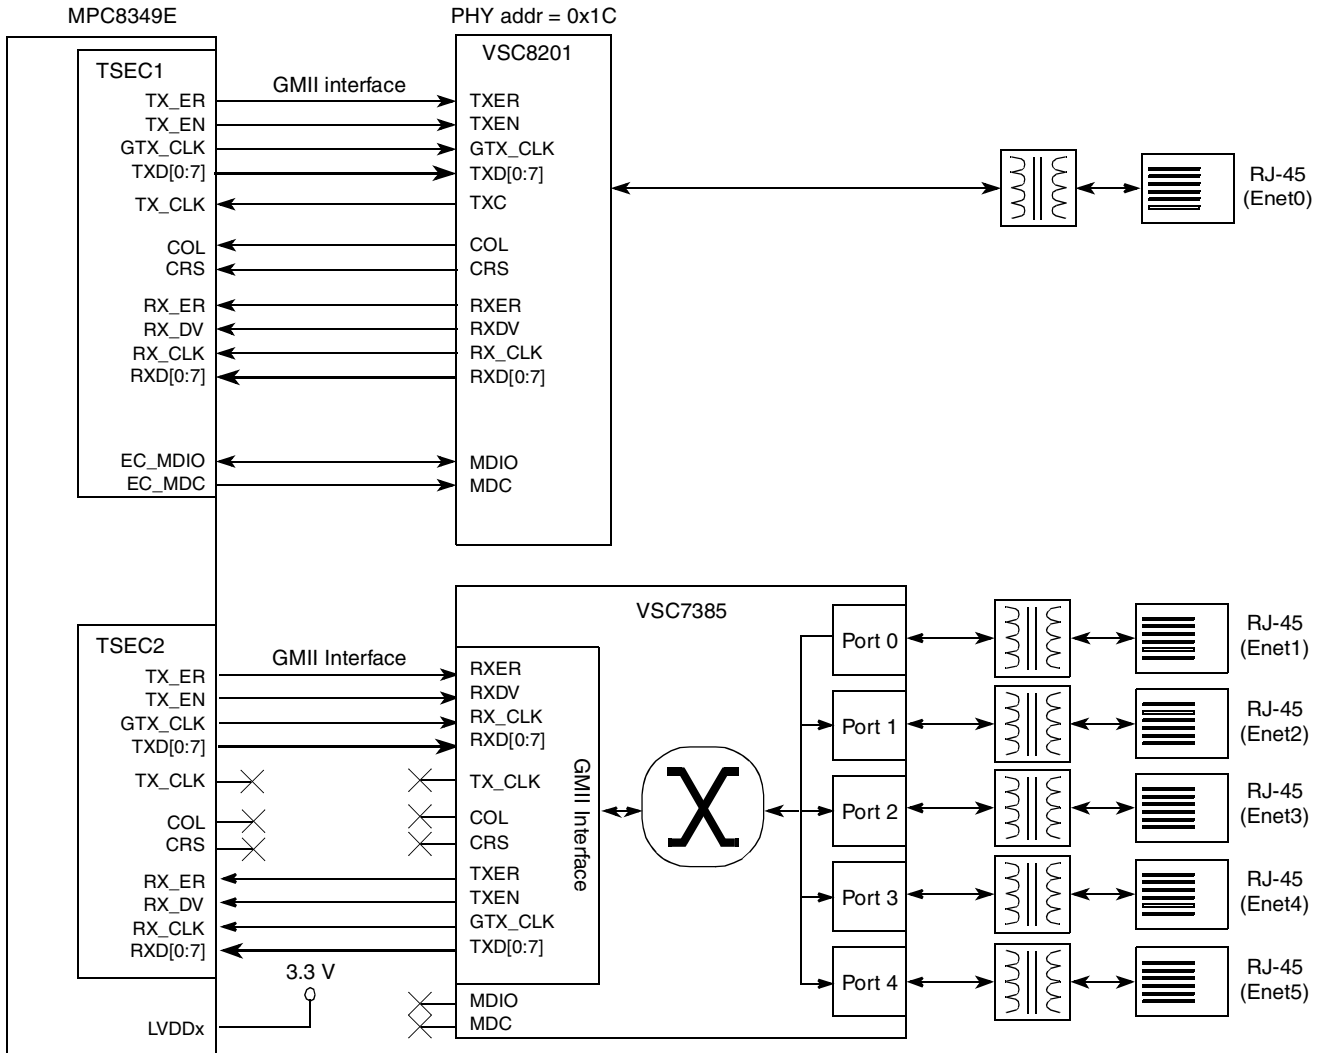 MPC8349E
PHY addr = 0x1C
TSEC1
VSC8201
GMII interface
TX_ER
TXER
TX_EN
TXEN
GTX_CLK
GTX_CLK
TXD[0:7]
TXD[0:7]
TX_CLK
TXC
COL
COL
CRS
CRS
RX_ER
RXER
RX_DV
RXDV
RX_CLK
RX_CLK
RXD[0:7]
RXD[0:7]
EC_MDIO
MDIO
EC_MDC
MDC
RJ-45
(Enet0)
TSEC2
VSC7385
GMII Interface
TX_ER
RXER
TX_EN
RXDV
GTX_CLK
RX_CLK
TXD[0:7]
RXD[0:7]
TX_CLK
TX_CLK
COL
COL
CRS
CRS
RX_ER
TXER
RX_DV
TXEN
RX_CLK
GTX_CLK
RXD[0:7]
TXD[0:7]
GMII Interface
3.3 V
LVDDx
MDIO
MDC
Port 0
RJ-45
(Enet1)
Port 1
RJ-45
(Enet2)
Port 2
RJ-45
(Enet3)
Port 3
RJ-45
(Enet4)
Port 4
RJ-45
(Enet5)